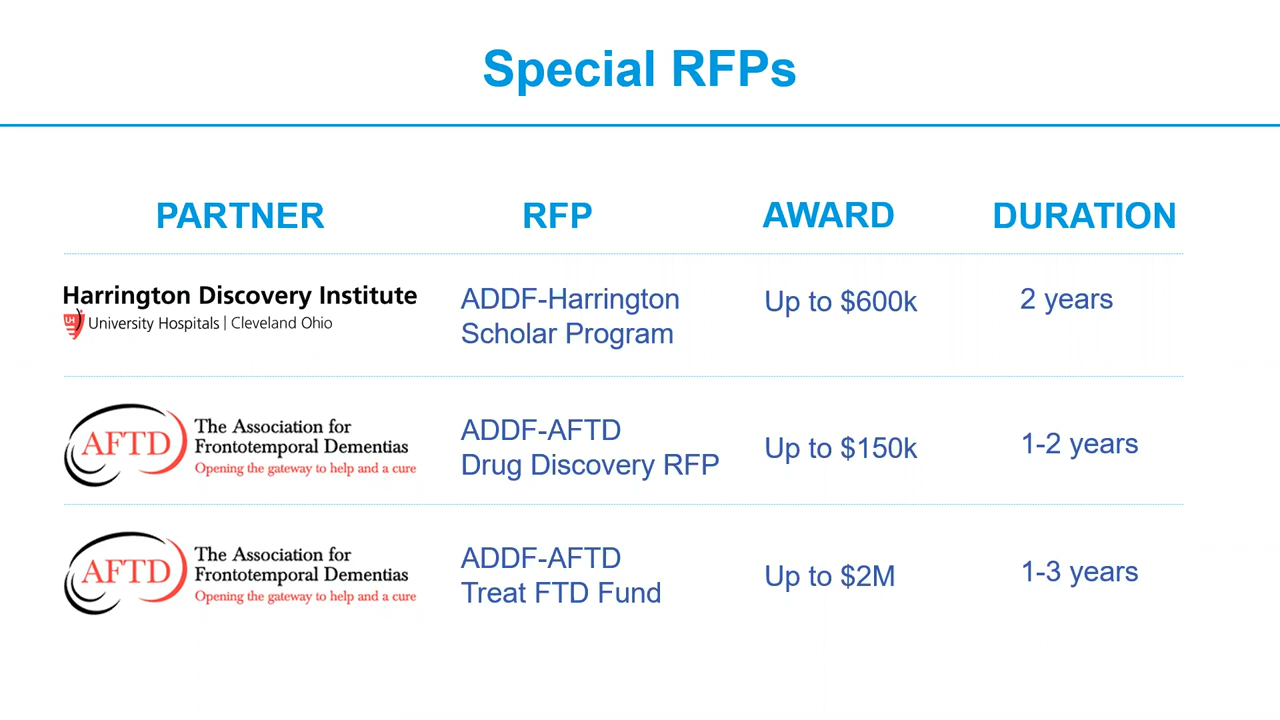 Special RFPs
PARTNER RFP AWARD DURATION
Harrington Discovery Institute
UH University Hospitals | Cleveland Ohio
ADDF-Harrington
Scholar Program
Up to $600k
2 years
AFTD
The Association for
Frontotemporal Dementias
Opening the gateway to help and a cure
ADDF-AFTD
Drug Discovery RFP
Up to $150k
1-2 years
AFTD
The Association for
Frontotemporal Dementias
Opening the gateway to help and a cure
ADDF-AFTD
Treat FTD Fund
Up to $2M
1-3 years